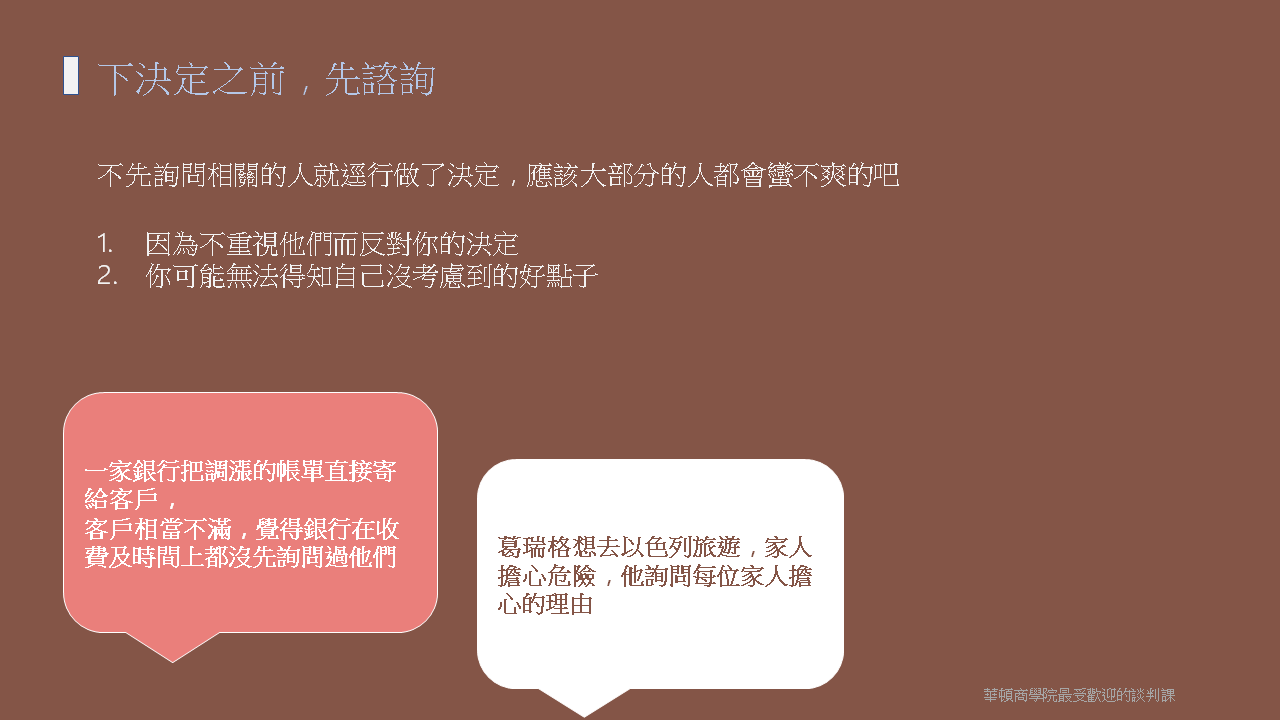 下決定之前，先諮詢
不先詢問相關的人就逕行做了決定，應該大部分的人都會蠻不爽的吧
1. 因為不重視他們而反對你的決定
2. 你可能無法得知自己沒考慮到的好點子
一家銀行把調漲的帳單直接寄
給客戶，
客戶相當不滿，覺得銀行在收
費及時間上都沒先詢問過他們
葛瑞格想去以色列旅遊，家人
擔心危險，他詢問每位家人擔
心的理由
華頓商學院最受歡迎的談判課